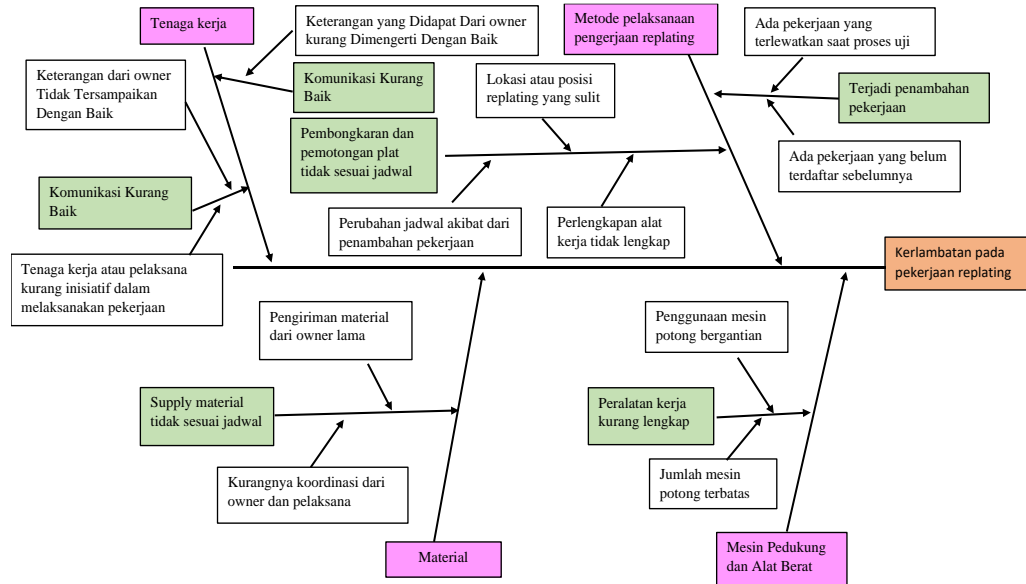 Tenaga kerja
Keterangan yang Didapat Dari owner
kurang Dimengerti Dengan Baik
Metode pelaksanaan
pengerjaan replating
Ada pekerjaan yang
terlewatkan saat proses uji
Keterangan dari owner
Tidak Tersampaikan
Dengan Baik
Komunikasi Kurang
Baik
Lokasi atau posisi
replating yang sulit
Terjadi penambahan
pekerjaan
Pembongkaran dan
pemotongan plat
tidak sesuai jadwal
Ada pekerjaan yang belum
terdaftar sebelumnya
Komunikasi Kurang
Baik
Perubahan jadwal akibat dari
penambahan pekerjaan
Perlengkapan alat
kerja tidak lengkap
Tenaga kerja atau pelaksana
kurang inisiatif dalam
melaksanakan pekerjaan
Kerlambatan pada
pekerjaan replating
Pengiriman material
dari owner lama
Penggunaan mesin
potong bergantian
Supply material
tidak sesuai jadwal
Peralatan kerja
kurang lengkap
Kurangnya koordinasi dari
owner dan pelaksana
Jumlah mesin
potong terbatas
Material
Mesin Pedukung
dan Alat Berat